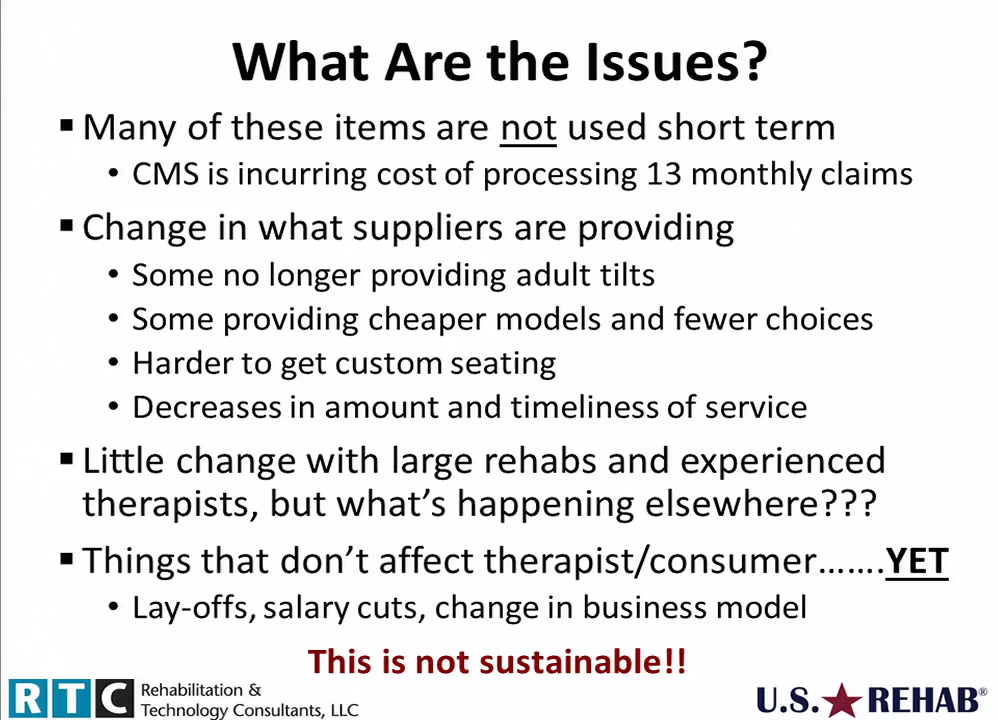 What Are the Issues?
▪ Many of these items are not used short term
• CMS is incurring cost of processing 13 monthly claims
▪ Change in what suppliers are providing
• Some no longer providing adult tilts
• Some providing cheaper models and fewer choices
• Harder to get custom seating
• Decreases in amount and timeliness of service
▪ Little change with large rehabs and experienced
therapists, but what's happening elsewhere???
▪ Things that don't affect therapist/consumer…….YET
• Lay-offs, salary cuts, change in business model
This is not sustainable!!
RTC Rehabilitation &
Technology Consultants, LLC
U.S. REHAB®